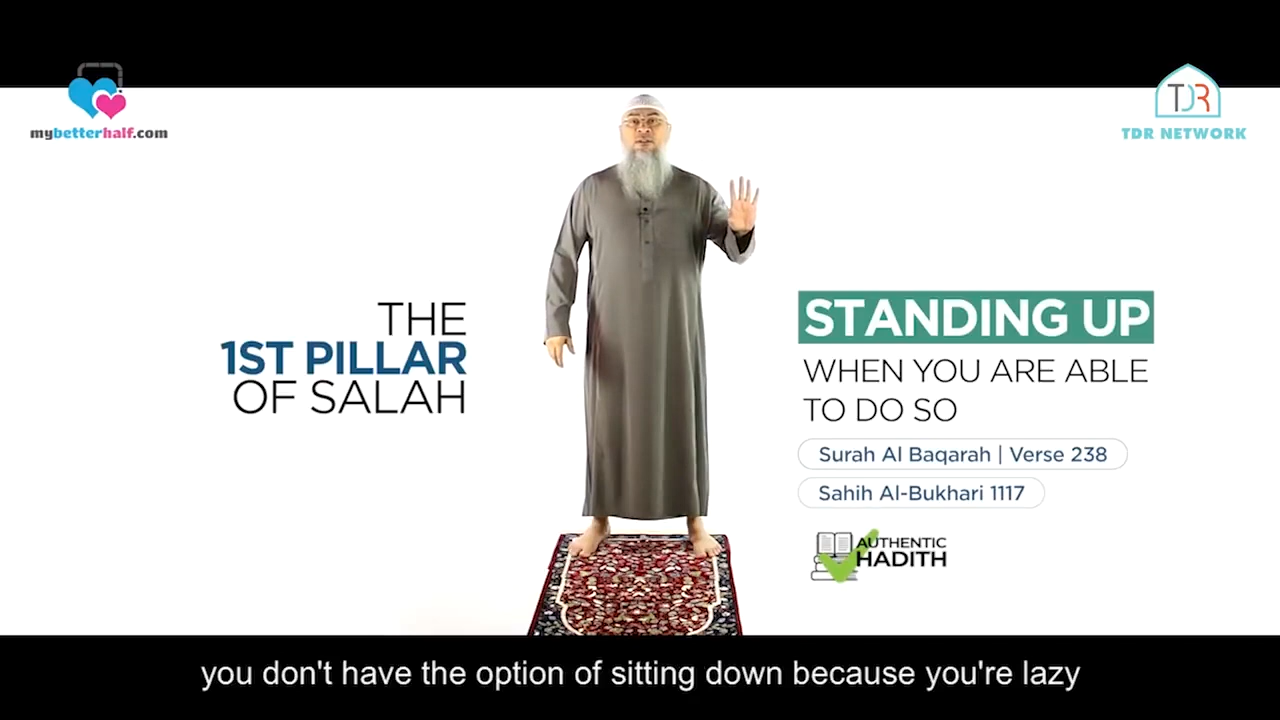 mybetterhalf.com
TDR
TDR NETWORK
THE
1ST PILLAR
OF SALAH
STANDING UP
WHEN YOU ARE ABLE
TO DO SO
Surah Al Baqarah | Verse 238
Sahih Al-Bukhari 1117
AUTHENTIC
HADITH
you don't have the option of sitting down because you're lazy